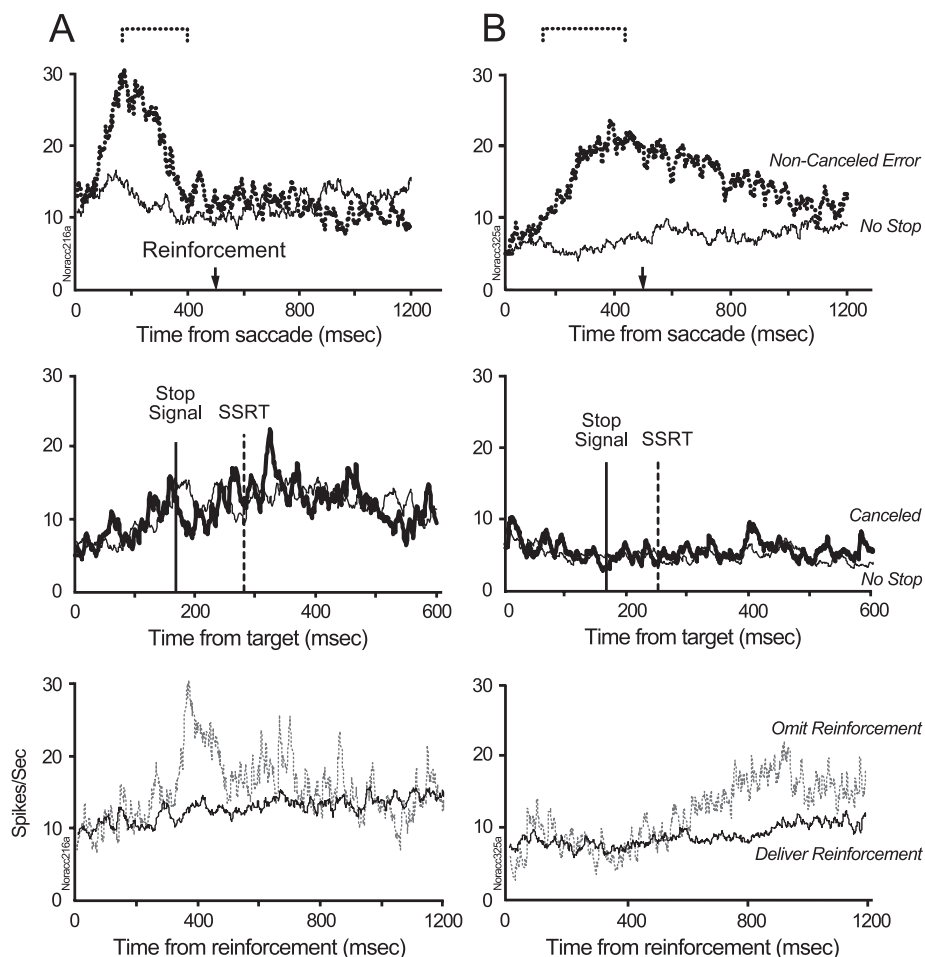 A
B
30
20
10
0
Noracc216a
Reinforcement
0 400 800 1200
Time from saccade (msec)
30
20
10
0
Noracc325a
Non-Canceled Error
No Stop
0 400 800 1200
Time from saccade (msec)
30
20
10
0
Stop
Signal
SSRT
0 200 400 600
Time from target (msec)
30
20
10
0
Stop
Signal
SSRT
Canceled
No Stop
0 200 400 600
Time from target (msec)
Spikes/Sec
30
20
10
0
Noracc216a
0 400 800 1200
Time from reinforcement (msec)
30
20
10
0
Noracc325a
Omit Reinforcement
Deliver Reinforcement
0 400 800 1200
Time from reinforcement (msec)